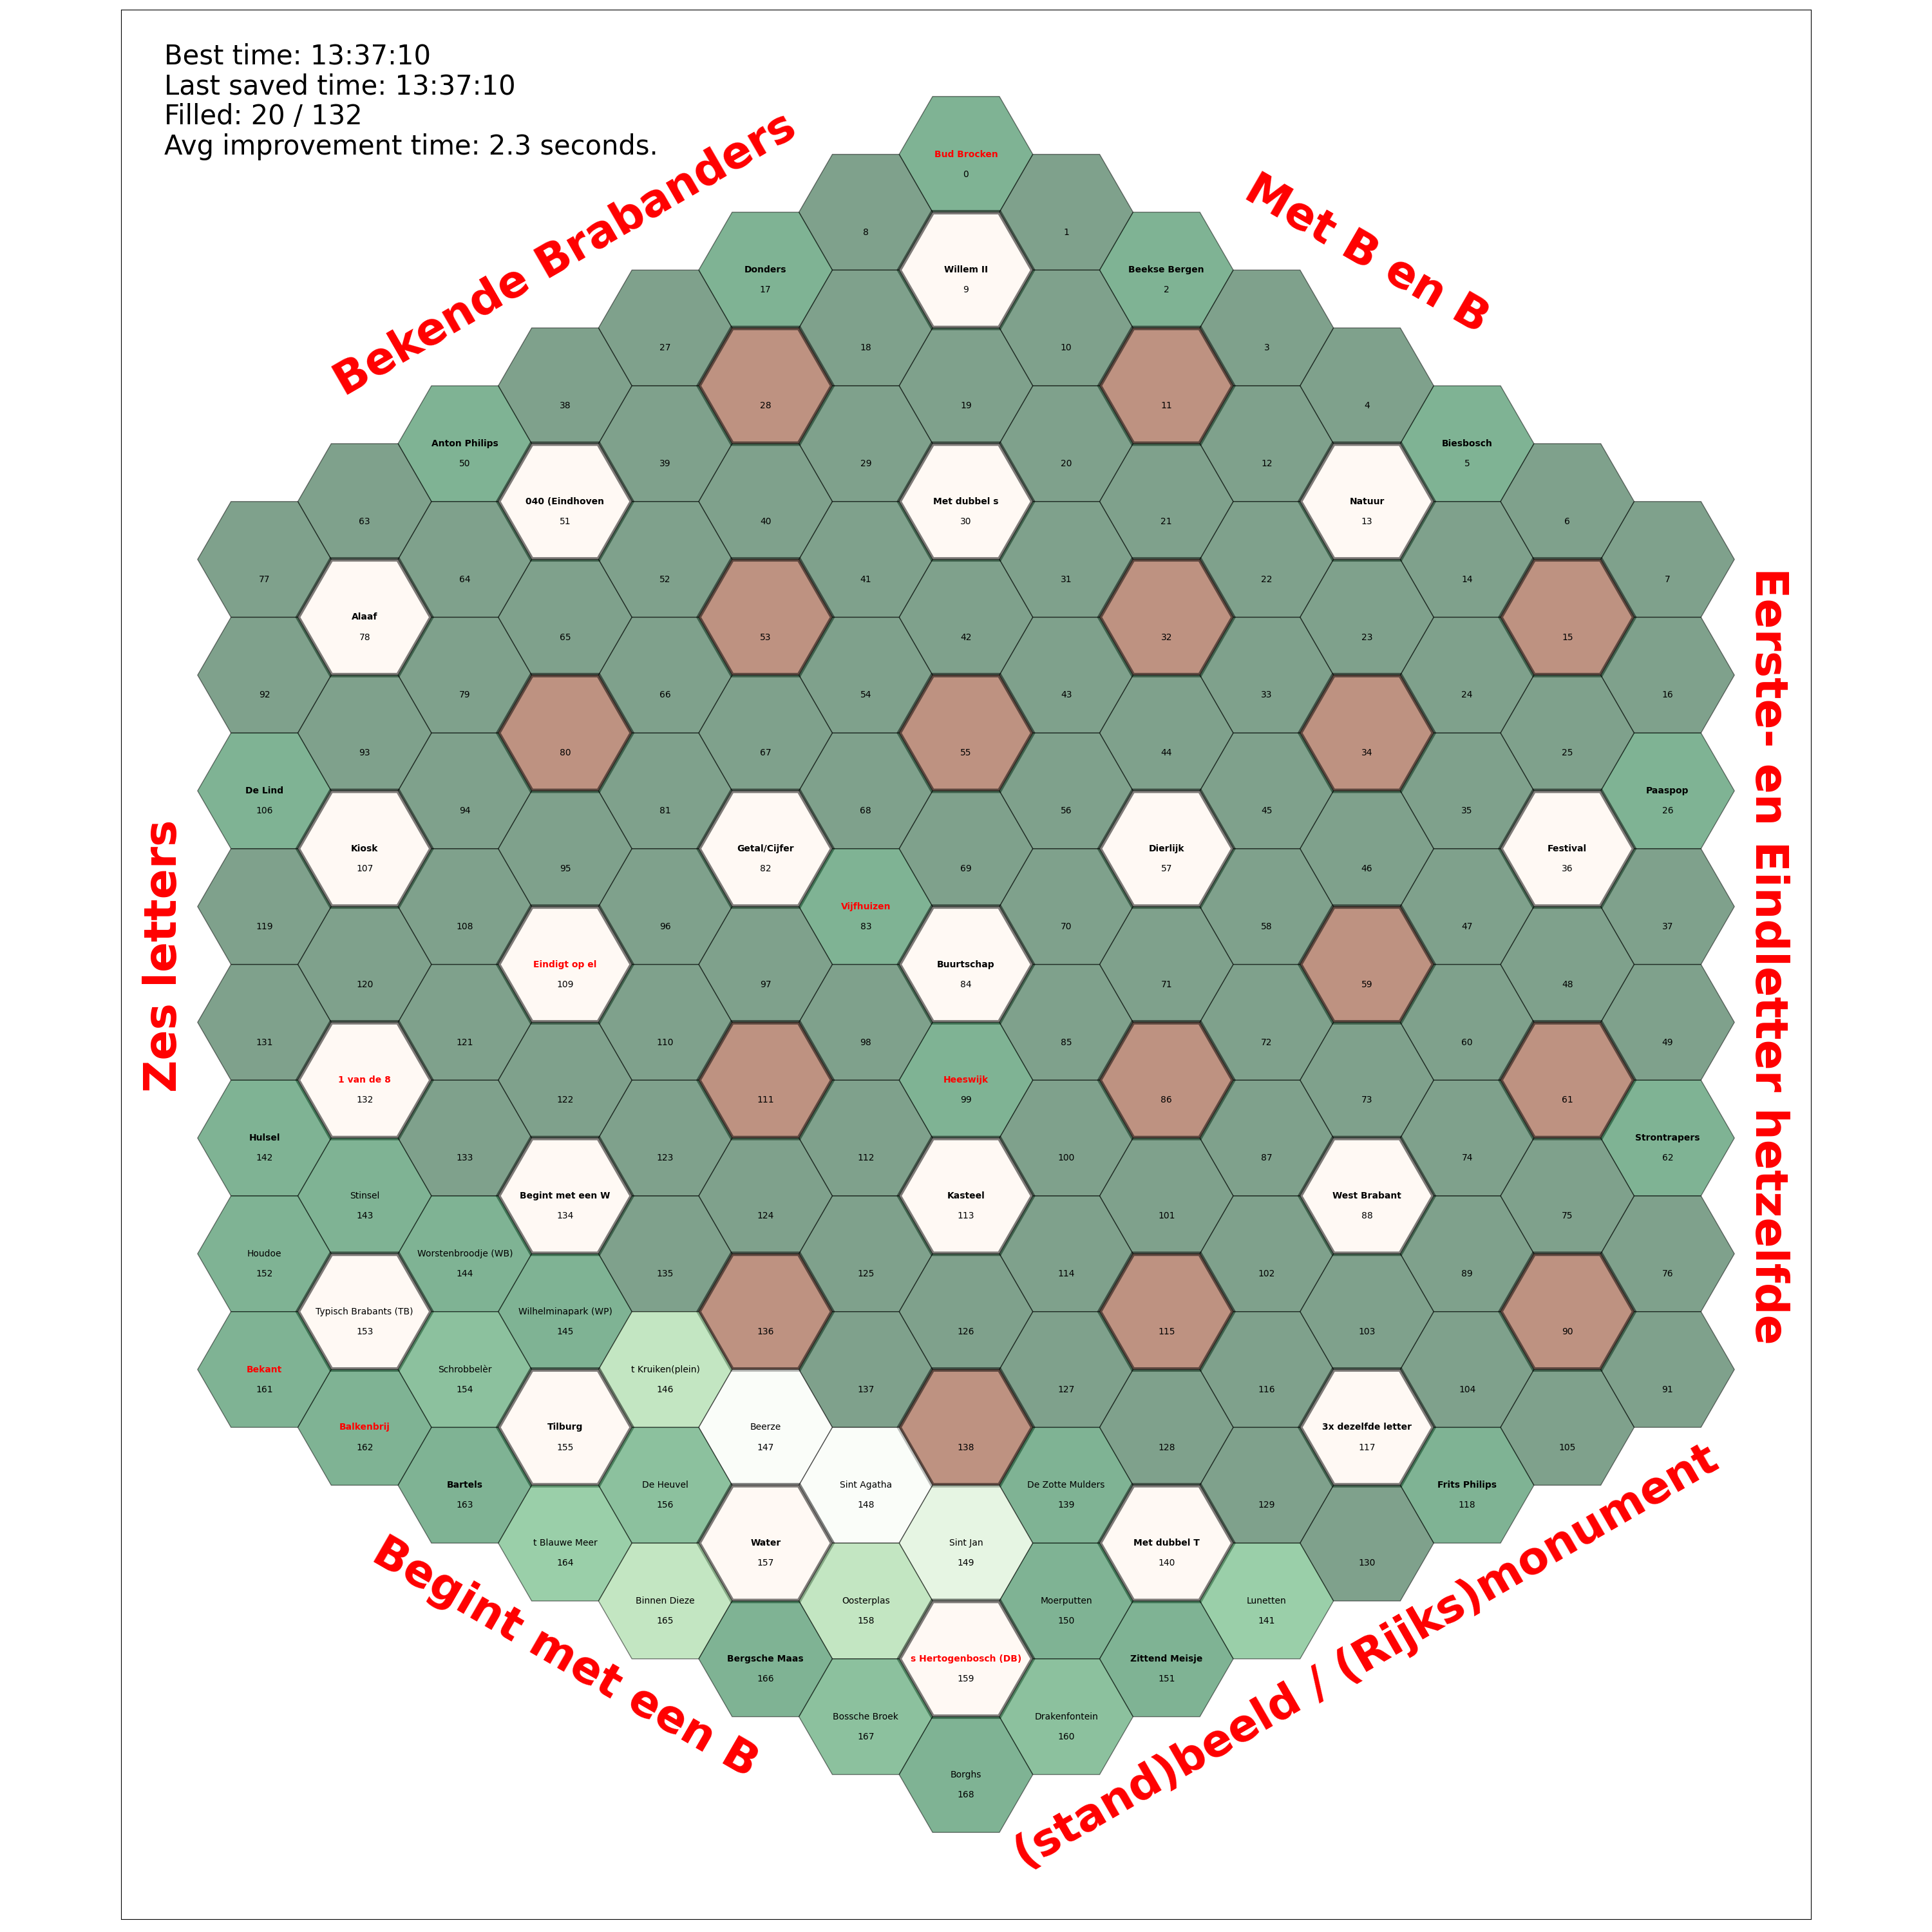 Best time: 13:37:10
Last saved time: 13:37:10
Filled: 20 / 132
Avg improvement time: 2.3 seconds.
Bekende Brabanders
Met B en B
Eerste- en Eindletter hetzelfde
Zes letters
Begint met een B
(stand)beeld / (Rijks)monument
Bud Brocken
0
8
1
Donders
17
Willem II
9
Beekse Bergen
2
27
18
10
3
38
28
19
11
4
Anton Philips
50
39
29
20
12
Biesbosch
5
63
040 (Eindhoven
51
40
Met dubbel s
30
21
Natuur
13
6
77
64
52
41
31
22
14
7
Alaaf
78
65
53
42
32
23
15
92
79
66
54
43
33
24
16
93
80
67
55
44
34
25
De Lind
106
94
81
68
56
45
35
Paaspop
26
Kiosk
107
95
Getal/Cijfer
82
69
Dierlijk
57
46
Festival
36
119
108
96
Vijfhuizen
83
70
58
47
37
120
Eindigt op el
109
97
Buurtschap
84
71
59
48
131
121
110
98
85
72
60
49
1 van de 8
132
122
111
Heeswijk
99
86
73
61
Hulsel
142
133
123
112
100
87
74
Strontrapers
62
Stinsel
143
Begint met een W
134
124
Kasteel
113
101
West Brabant
88
75
Houdoe
152
Worstenbroodje (WB)
144
135
125
114
102
89
76
Typisch Brabants (TB)
153
Wilhelminapark (WP)
145
136
126
115
103
90
Bekant
161
Schrobbelèr
154
t Kruiken(plein)
146
137
127
116
104
91
Balkenbrij
162
Tilburg
155
Beerze
147
138
128
3x dezelfde letter
117
105
Bartels
163
De Heuvel
156
Sint Agatha
148
De Zotte Mulders
139
129
Frits Philips
118
t Blauwe Meer
164
Water
157
Sint Jan
149
Met dubbel T
140
130
Binnen Dieze
165
Oosterplas
158
Moerputten
150
Lunetten
141
Bergsche Maas
166
s Hertogenbosch (DB)
159
Zittend Meisje
151
Bossche Broek
167
Drakenfontein
160
Borghs
168